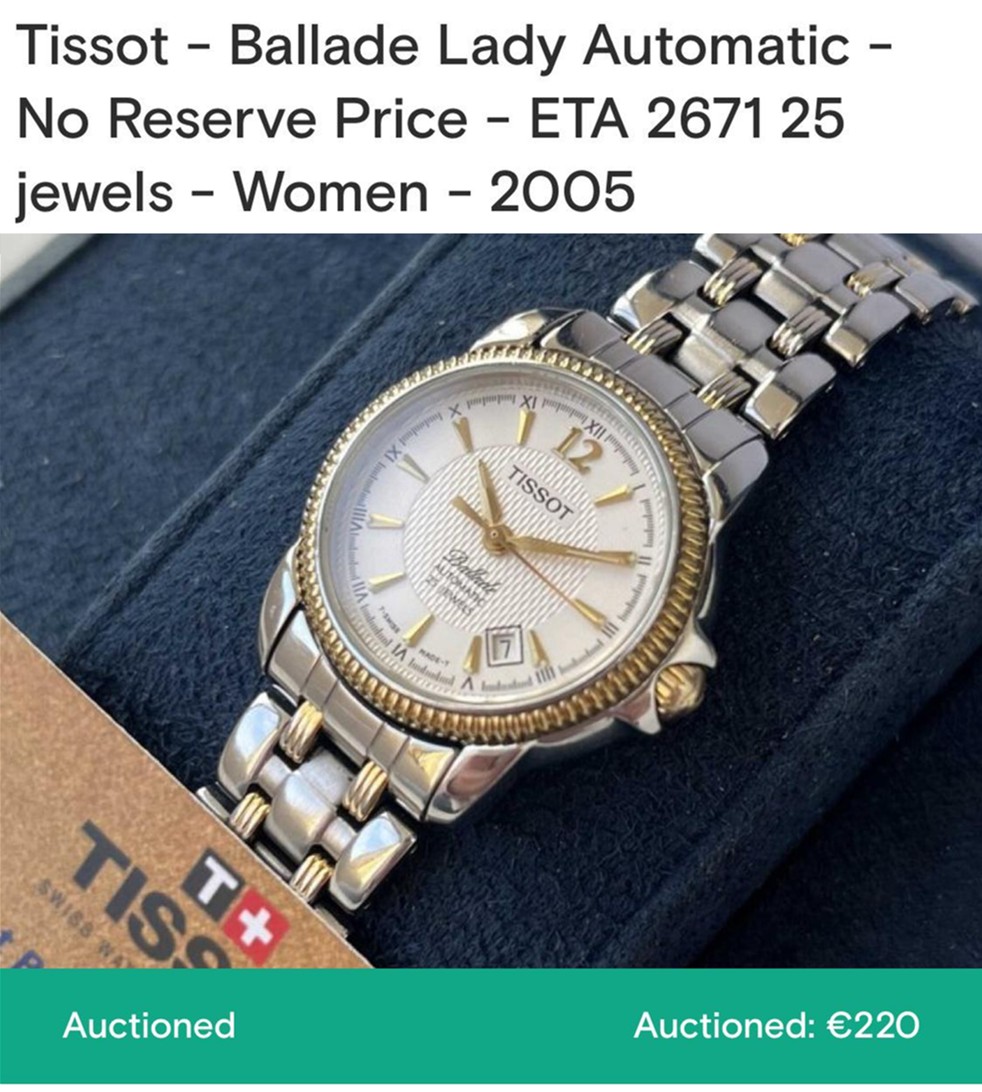 Tissot - Ballade Lady Automatic -
No Reserve Price - ETA 2671 25
jewels - Women - 2005
XI
X
XII
IX
12
I
TISSOT
VIII
II
Ballade
AUTOMATIC
25 JEWELS
VII
III
T-SWISS
MADE-T
7
VI
IIII
V
T+
TISS
SWISS WA
Auctioned
Auctioned: €220